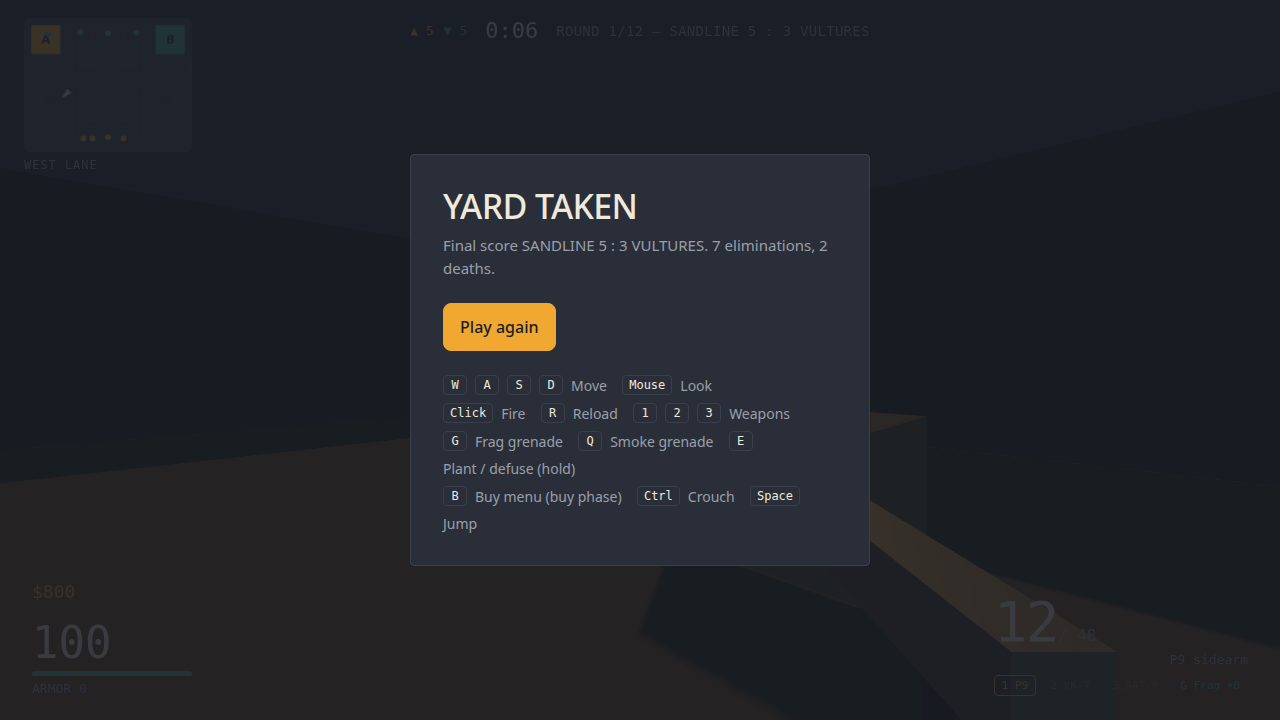 A B
▲ 5 ▼ 5 0:06 ROUND 1/12 — SANDLINE 5 : 3 VULTURES
WEST LANE
YARD TAKEN
Final score SANDLINE 5 : 3 VULTURES. 7 eliminations, 2
deaths.
Play again
W A S D Move Mouse Look
Click Fire R Reload 1 2 3 Weapons
G Frag grenade Q Smoke grenade E
Plant / defuse (hold)
B Buy menu (buy phase) Ctrl Crouch Space
Jump
$800
100
ARMOR 0
12 / 48
P9 sidearm
1 P9 G Frag ×0